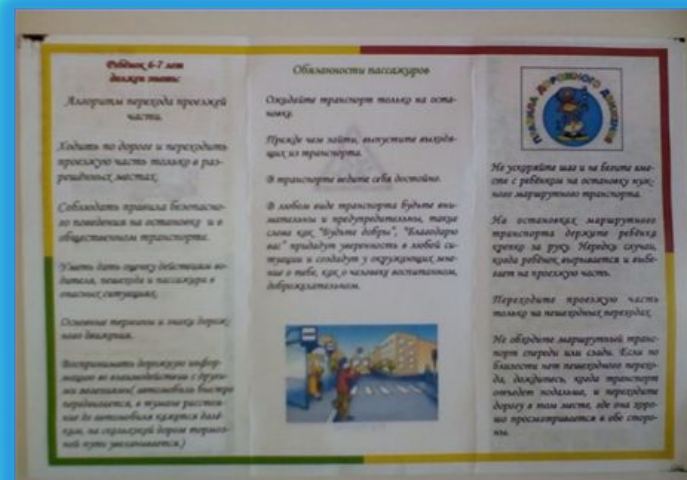 Ребёнок 6-7 лет
должен знать:
Алгоритм перехода проезжей
части.
Ходить по дороге и переходить
проезжую часть только в раз-
решённых местах.
Соблюдать правила безопасно-
го поведения на остановке и в
общественном транспорте.
Уметь дать оценку действиям во-
дителя, пешехода и пассажира в
опасных ситуациях.
Основные термины и знаки дорож-
ного движения.
Воспринимать дорожную инфор-
мацию во взаимодействии с други-
ми явлениями( автомобиль быстро
передвигается, в тумане расстоя-
ние до автомобиля кажется далё-
ким, на скользкой дороге тормоз-
ной путь увеличивается.)
Обязанности пассажиров
Ожидайте транспорт только на оста-
новке.
Прежде чем зайти, выпустите выходя-
щих из транспорта.
В транспорте ведите себя достойно.
В любом виде транспорта будьте вни-
мательны и предупредительны, такие
слова как "Будьте добры", "Благодарю
вас" придадут уверенность в любой си-
туации и создадут у окружающих мне-
ние о тебе, как о человеке воспитанном,
доброжелательном.
ПРАВИЛА ДОРОЖНОГО ДВИЖЕНИЯ
Не ускоряйте шаг и не бегите вме-
сте с ребёнком на остановку нуж-
ного маршрутного транспорта.
На остановках маршрутного
транспорта держите ребёнка
крепко за руку. Нередки случаи,
когда ребёнок вырывается и выбе-
гает на проезжую часть.
Переходите проезжую часть
только на пешеходных переходах.
Не обходите маршрутный транс-
порт спереди или сзади. Если по
близости нет пешеходного перехо-
да, дождитесь, когда транспорт
отъедет подальше, и переходите
дорогу в том месте, где она хоро-
шо просматривается в обе сторо-
ны.